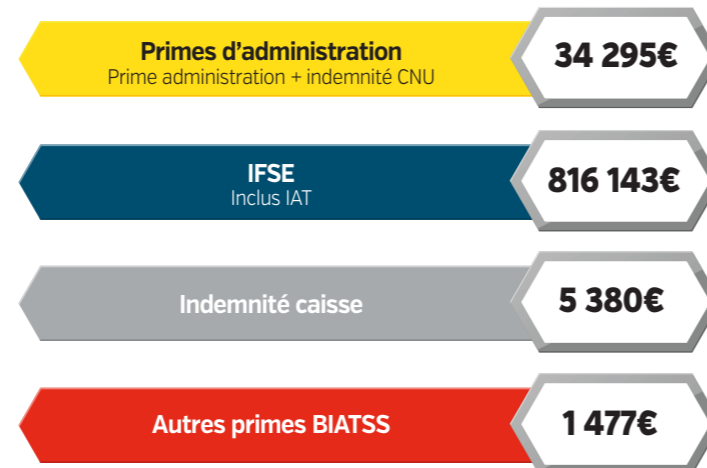 Primes d'administration
Prime administration + indemnité CNU
34 295€
IFSE
Inclus IAT
816 143€
Indemnité caisse
5 380€
Autres primes BIATSS
1 477€